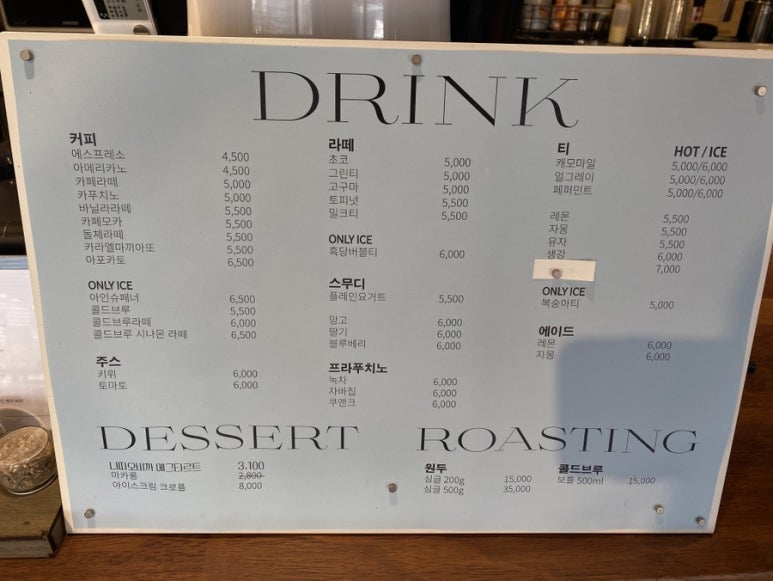 DRINK
커피
에스프레소 4,500
아메리카노 4,500
카페라떼 5,000
카푸치노 5,000
바닐라라떼 5,500
카페모카 5,500
돌체라떼 5,500
카라멜마끼아또 5,500
아포카토 6,500
ONLY ICE
아인슈페너 6,500
콜드브루 5,500
콜드브루라떼 6,000
콜드브루 시나몬 라떼 6,500
주스
키위 6,000
토마토 6,000
라떼
초코 5,000
그린티 5,000
고구마 5,000
토피넛 5,500
밀크티 5,500
ONLY ICE
흑당버블티 6,000
스무디
플레인요거트 5,500
망고 6,000
딸기 6,000
블루베리 6,000
프라푸치노
녹차 6,000
자바칩 6,000
쿠앤크 6,000
티 HOT / ICE
캐모마일 5,000/6,000
얼그레이 5,000/6,000
페퍼민트 5,000/6,000
레몬 5,500
자몽 5,500
유자 5,500
생강 6,000
7,000
ONLY ICE
복숭아티 5,000
에이드
레몬 6,000
자몽 6,000
DESSERT
에그타르트 3,100
마카롱 2,800
아이스크림 크로플 8,000
ROASTING
원두
싱글 200g 15,000
싱글 500g 35,000
콜드브루
보틀 500ml 15,000